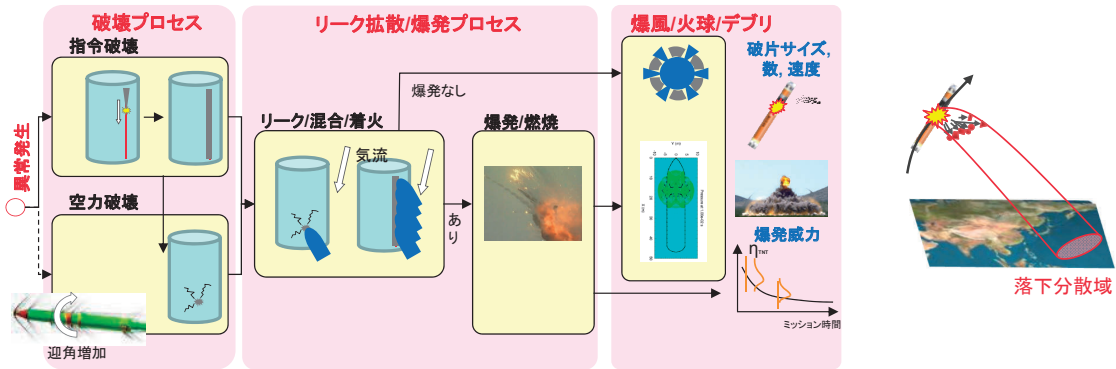 破壊プロセス
リーク拡散/爆発プロセス
爆風/火球/デブリ
指令破壊
破片サイズ,
数, 速度
爆発なし
リーク/混合/着火
爆発/燃焼
気流
異常発生
空力破壊
あり
爆発威力
ηTNT
ミッション時間
迎角増加
落下分散域